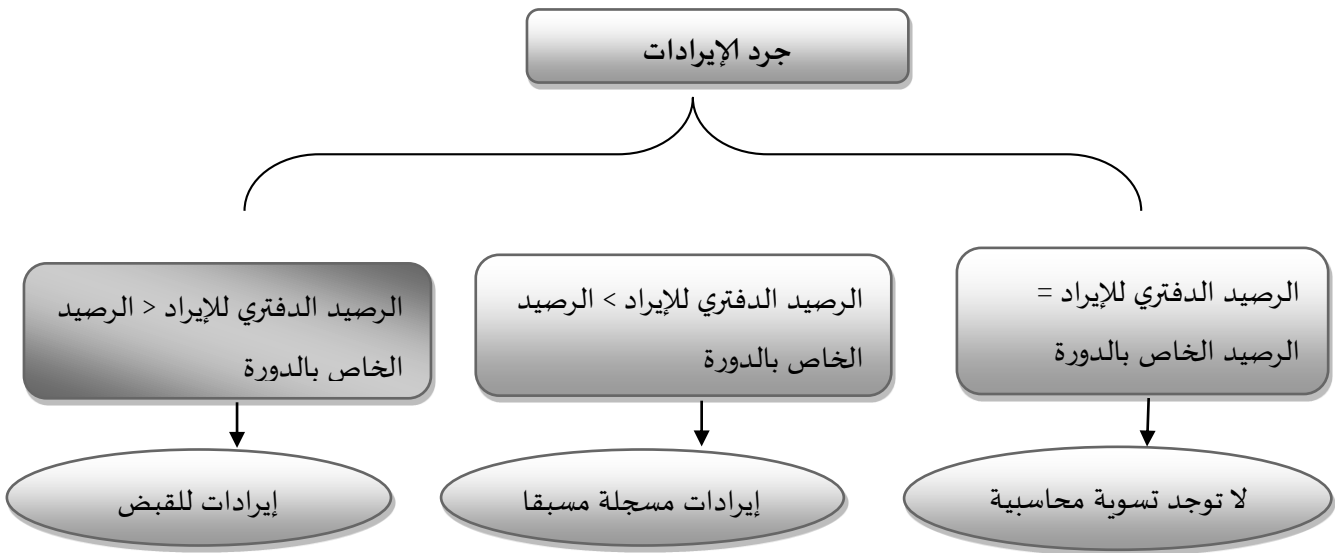 جرد الإيرادات
الرصيد الدفتري للإيراد =
الرصيد الخاص بالدورة
الرصيد الدفتري للإيراد > الرصيد
الخاص بالدورة
الرصيد الدفتري للإيراد < الرصيد
الخاص بالدورة
لا توجد تسوية محاسبية
إيرادات مسجلة مسبقا
إيرادات للقبض